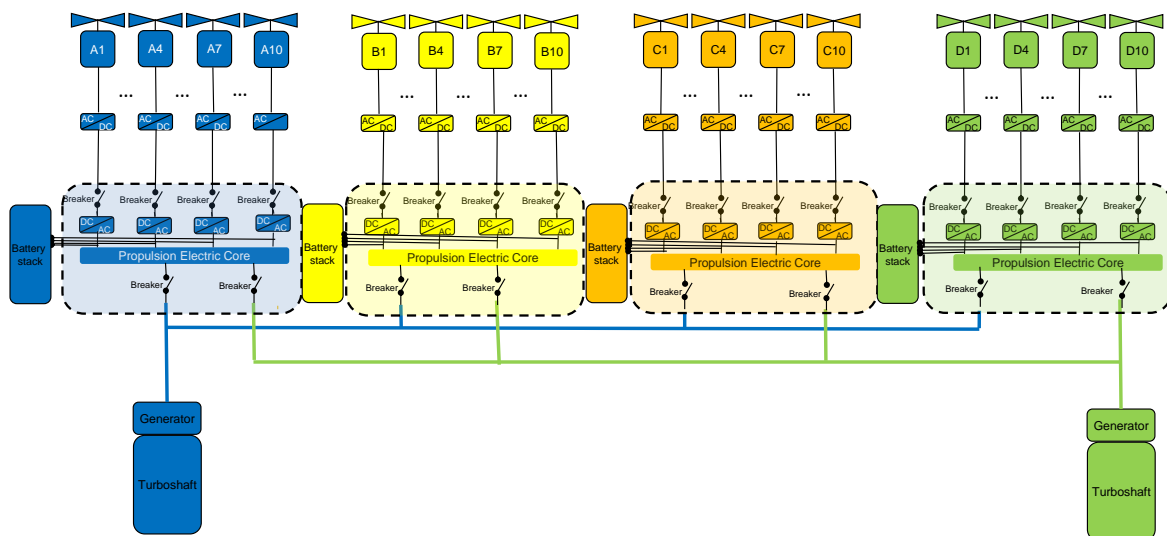 A1 A4 A7 A10 B1 B4 B7 B10 C1 C4 C7 C10 D1 D4 D7 D10
... ... ... ... ... ... ... ... ... ... ... ...
AC AC AC AC AC AC AC AC AC AC AC AC AC AC AC AC
DC DC DC DC DC DC DC DC DC DC DC DC DC DC DC
Breaker Breaker Breaker Breaker Breaker Breaker Breaker Breaker Breaker Breaker Breaker Breaker Breaker Breaker Breaker Breaker
DC DC DC DC DC DC DC DC DC DC DC DC DC DC DC DC
AC AC AC AC AC AC AC AC AC AC AC AC AC AC AC AC
Battery Battery Battery Battery
stack stack stack stack
Propulsion Electric Core Propulsion Electric Core Propulsion Electric Core Propulsion Electric Core
Breaker Breaker Breaker Breaker Breaker Breaker
Generator Generator
Turboshaft Turboshaft